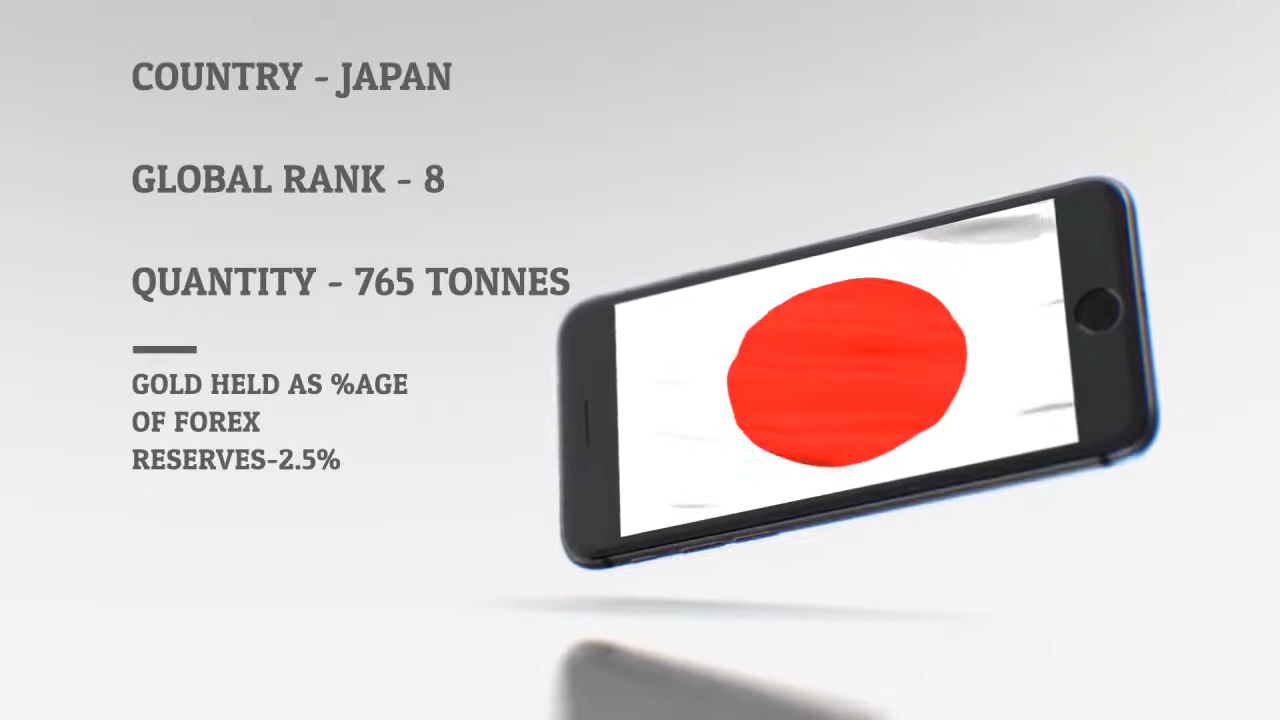 COUNTRY - JAPAN
GLOBAL RANK - 8
QUANTITY - 765 TONNES
GOLD HELD AS %AGE
OF FOREX
RESERVES-2.5%